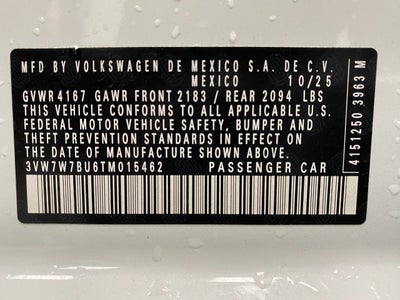 MFD BY VOLKSWAGEN DE MEXICO S.A. DE C.V.
MEXICO 10/25
GVWR 4167 GAWR FRONT 2183 / REAR 2094 LBS
THIS VEHICLE CONFORMS TO ALL APPLICABLE U.S.
FEDERAL MOTOR VEHICLE SAFETY, BUMPER AND
THEFT PREVENTION STANDARDS IN EFFECT ON
THE DATE OF MANUFACTURE SHOWN ABOVE.
3VW7W7BU6TM015462 PASSENGER CAR
4151250 3963 M